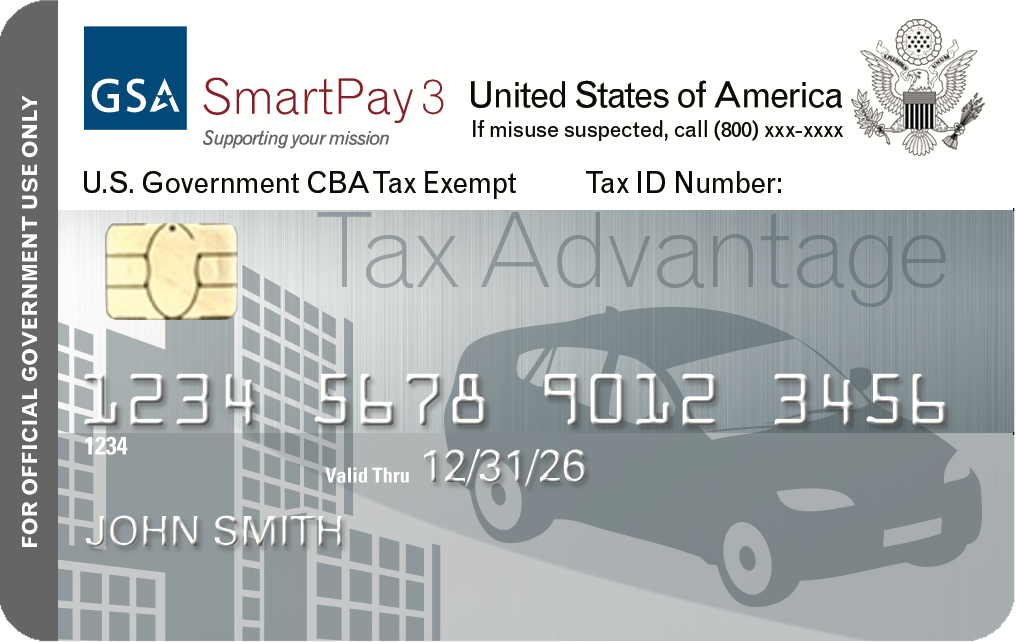 FOR OFFICIAL GOVERNMENT USE ONLY
GSA
SmartPay 3
Supporting your mission
United States of America
If misuse suspected, call (800) xxx-xxxx
U.S. Government CBA Tax Exempt
Tax ID Number:
Tax Advantage
1234 5678 9012 3456
1234
Valid Thru 12/31/26
JOHN SMITH